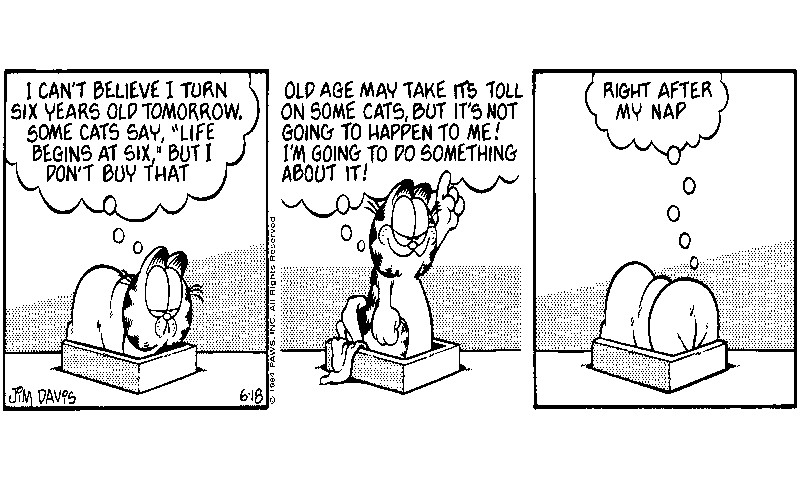 I CAN'T BELIEVE I TURN
SIX YEARS OLD TOMORROW.
SOME CATS SAY, "LIFE
BEGINS AT SIX," BUT I
DON'T BUY THAT
JIM DAVIS
6-18
© 1984 PAWS, INC. All Rights Reserved
OLD AGE MAY TAKE ITS TOLL
ON SOME CATS, BUT IT'S NOT
GOING TO HAPPEN TO ME!
I'M GOING TO DO SOMETHING
ABOUT IT!
RIGHT AFTER
MY NAP